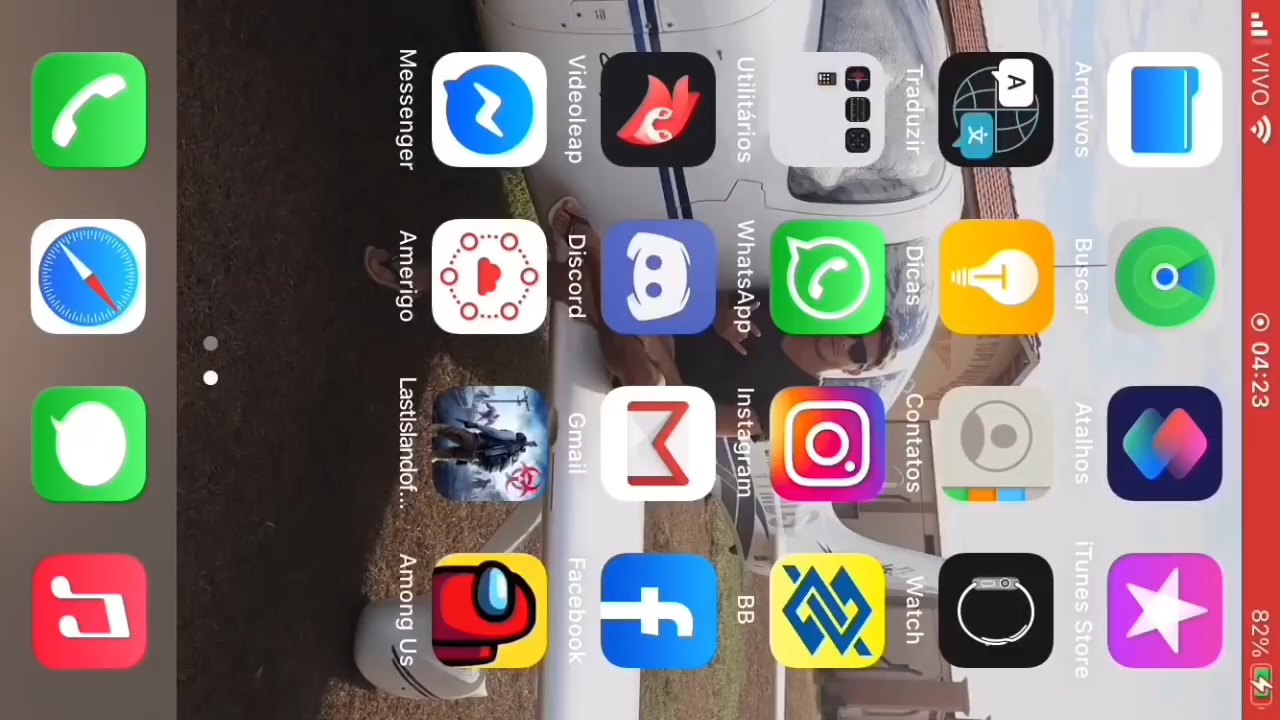 VIVO 04:23 82%
Arquivos Buscar Atalhos iTunes Store
A 文
Traduzir Dicas Contatos Watch
Utilitários WhatsApp Instagram BB
Videoleap Discord Gmail Facebook
Messenger Amerigo LastIslandof... Among Us